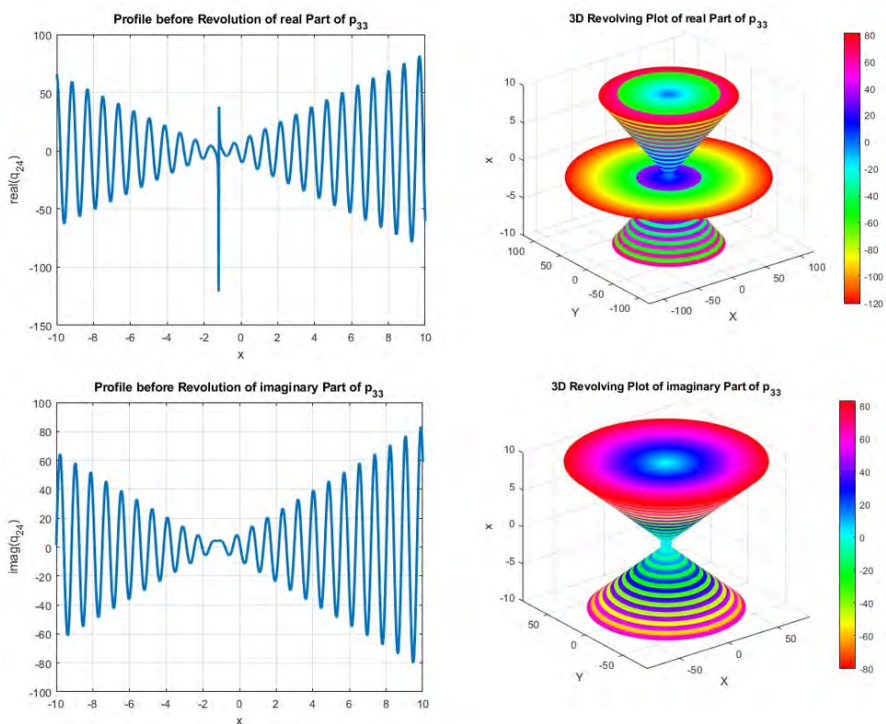 Profile before Revolution of real Part of p33
100
50
0
-50
-100
-150
real(q24)
-10 -8 -6 -4 -2 0 2 4 6 8 10
x
3D Revolving Plot of real Part of p33
10
5
0
-5
-10
x
100 50 0 -50 -100
Y
-100 -50 0 50 100
X
80
60
40
20
0
-20
-40
-60
-80
-100
-120
Profile before Revolution of imaginary Part of p33
100
80
60
40
20
0
-20
-40
-60
-80
-100
imag(q24)
-10 -8 -6 -4 -2 0 2 4 6 8 10
x
3D Revolving Plot of imaginary Part of p33
10
5
0
-5
-10
x
50 0 -50
Y
-50 0 50
X
80
60
40
20
0
-20
-40
-60
-80